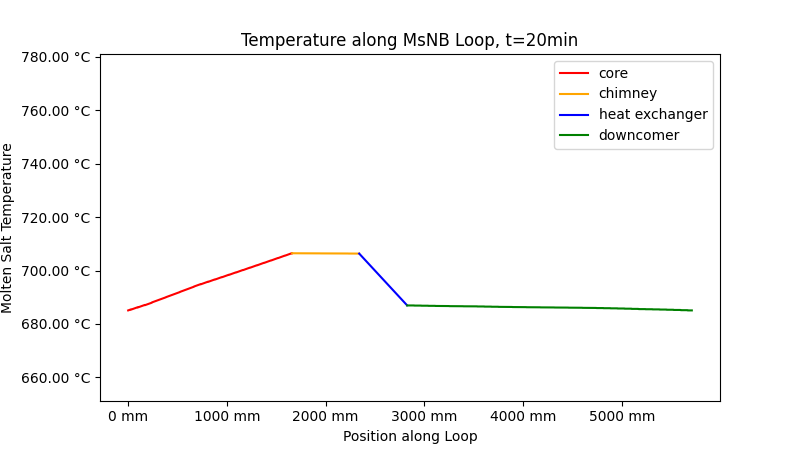 Temperature along MsNB Loop, t=20min
780.00 °C
760.00 °C
740.00 °C
720.00 °C
700.00 °C
680.00 °C
660.00 °C
Molten Salt Temperature
core
chimney
heat exchanger
downcomer
0 mm
1000 mm
2000 mm
3000 mm
4000 mm
5000 mm
Position along Loop